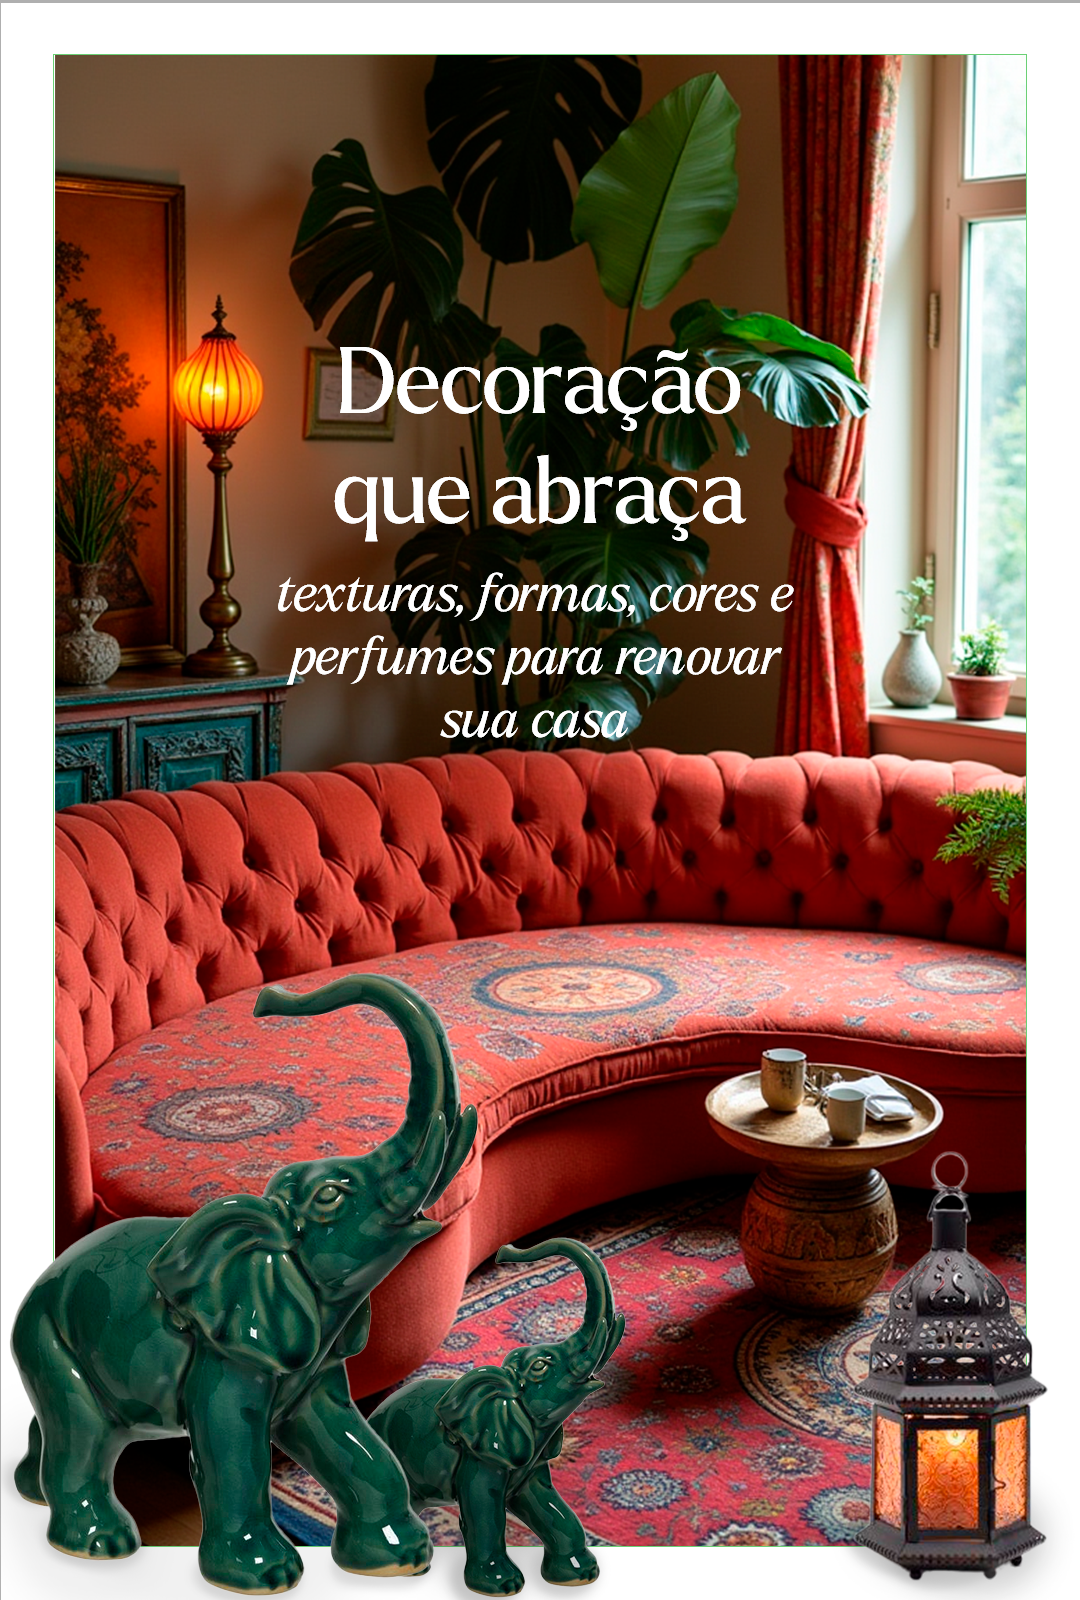 Decoração
que abraça
texturas, formas, cores e
perfumes para renovar
sua casa